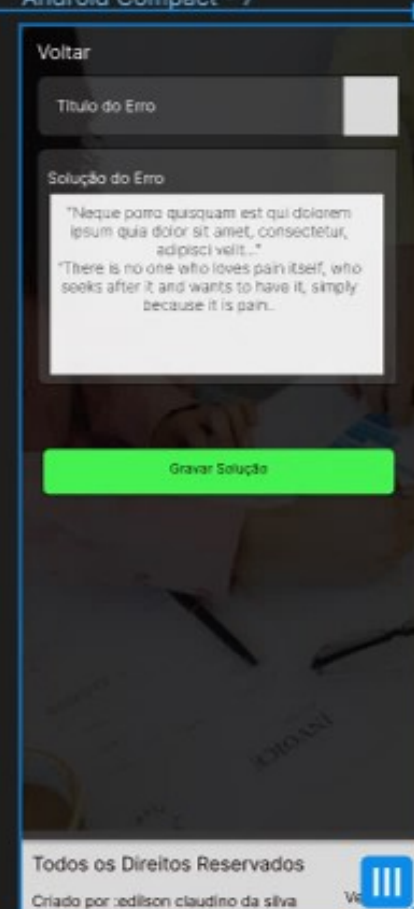 Android Compact - 7
Voltar
Título do Erro
Solução do Erro
"Neque porro quisquam est qui dolorem
ipsum quia dolor sit amet, consectetur,
adipisci velit..."
"There is no one who loves pain itself, who
seeks after it and wants to have it, simply
because it is pain..
Gravar Solução
Todos os Direitos Reservados
Criado por :edilson claudino da silva